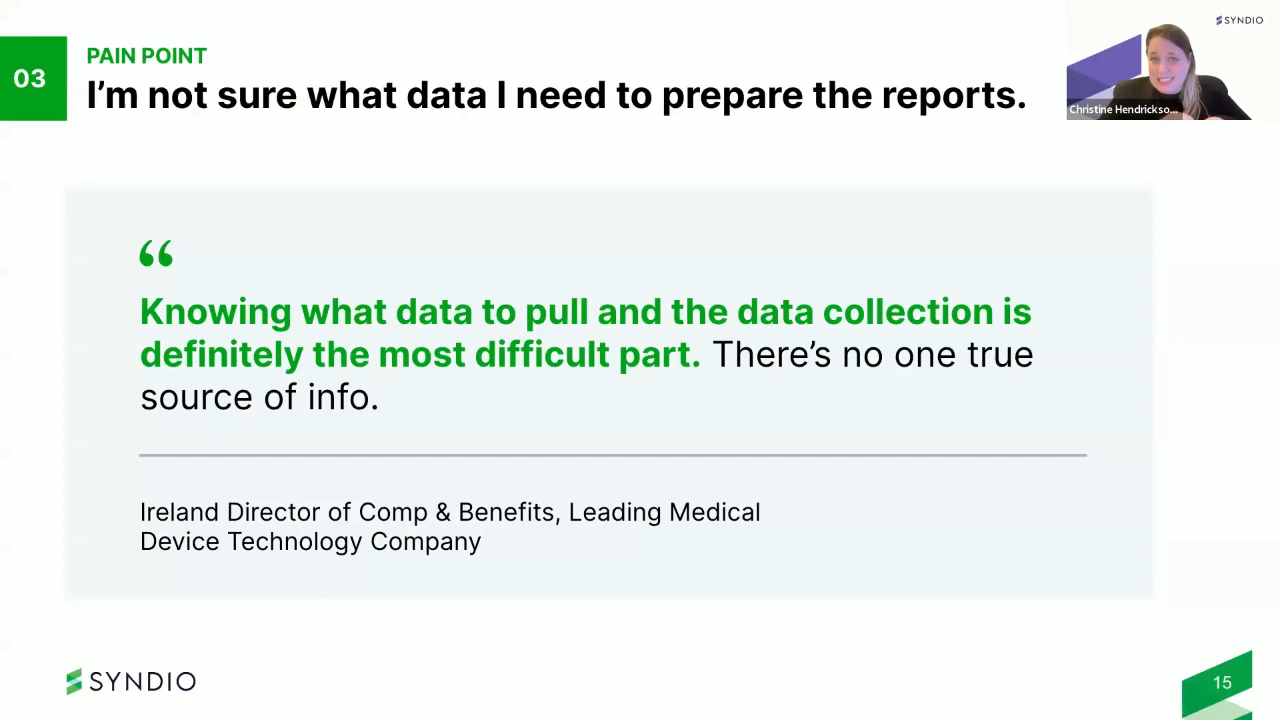 SYNDIO
03
PAIN POINT
I’m not sure what data I need to prepare the reports.
Christine Hendrickso...
“
Knowing what data to pull and the data collection is
definitely the most difficult part. There’s no one true
source of info.
Ireland Director of Comp & Benefits, Leading Medical
Device Technology Company
SYNDIO
15